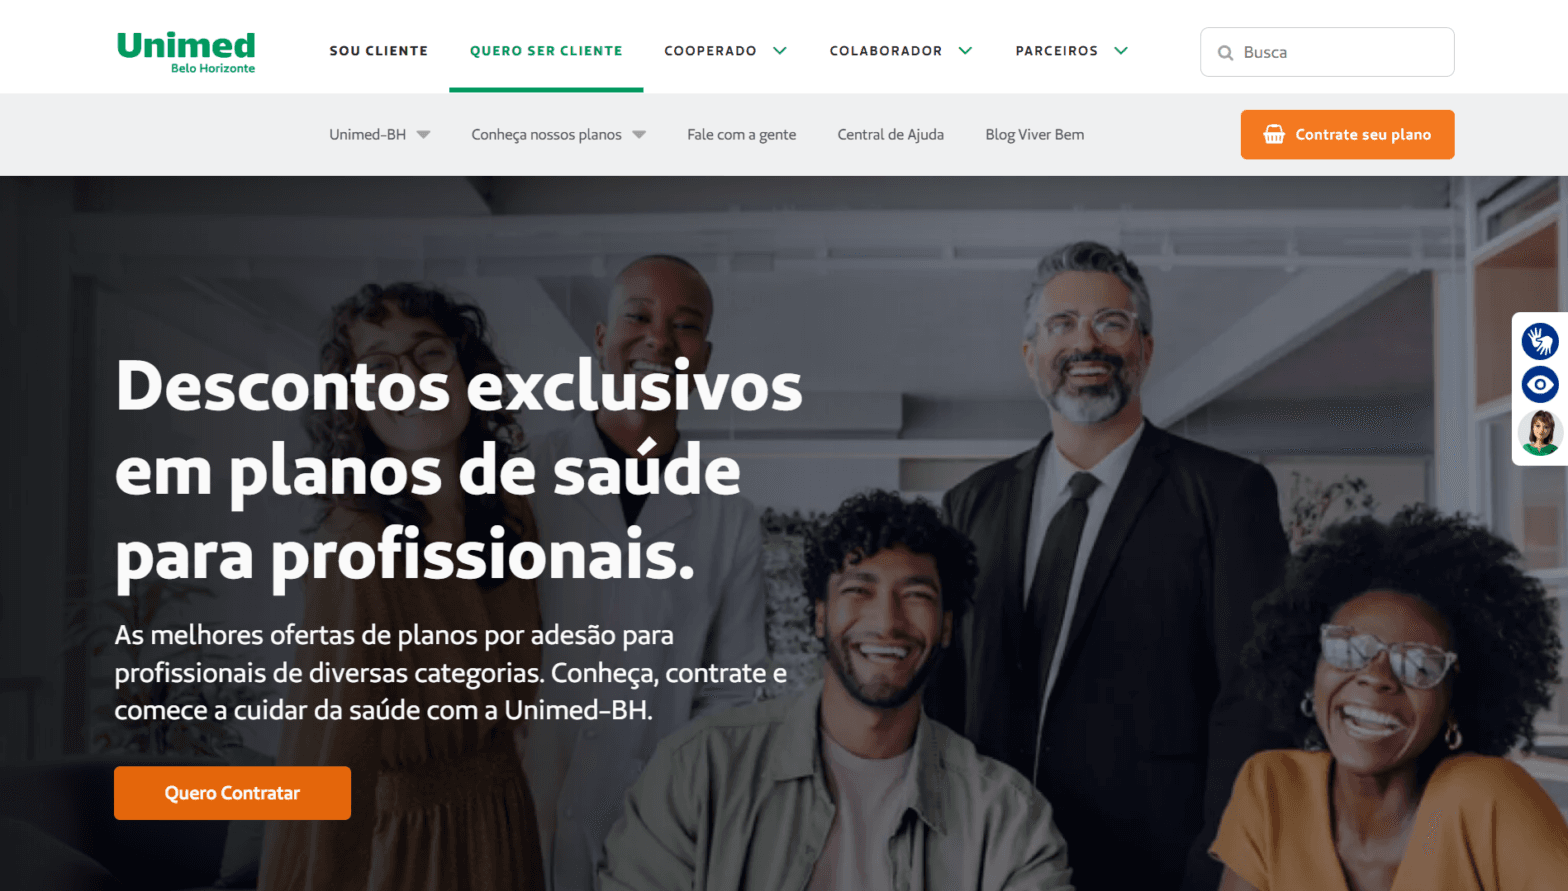 Unimed
Belo Horizonte
SOU CLIENTE
QUERO SER CLIENTE
COOPERADO
COLABORADOR
PARCEIROS
Busca
Unimed-BH
Conheça nossos planos
Fale com a gente
Central de Ajuda
Blog Viver Bem
Contrate seu plano
Descontos exclusivos
em planos de saúde
para profissionais.
As melhores ofertas de planos por adesão para
profissionais de diversas categorias. Conheça, contrate e
comece a cuidar da saúde com a Unimed-BH.
Quero Contratar